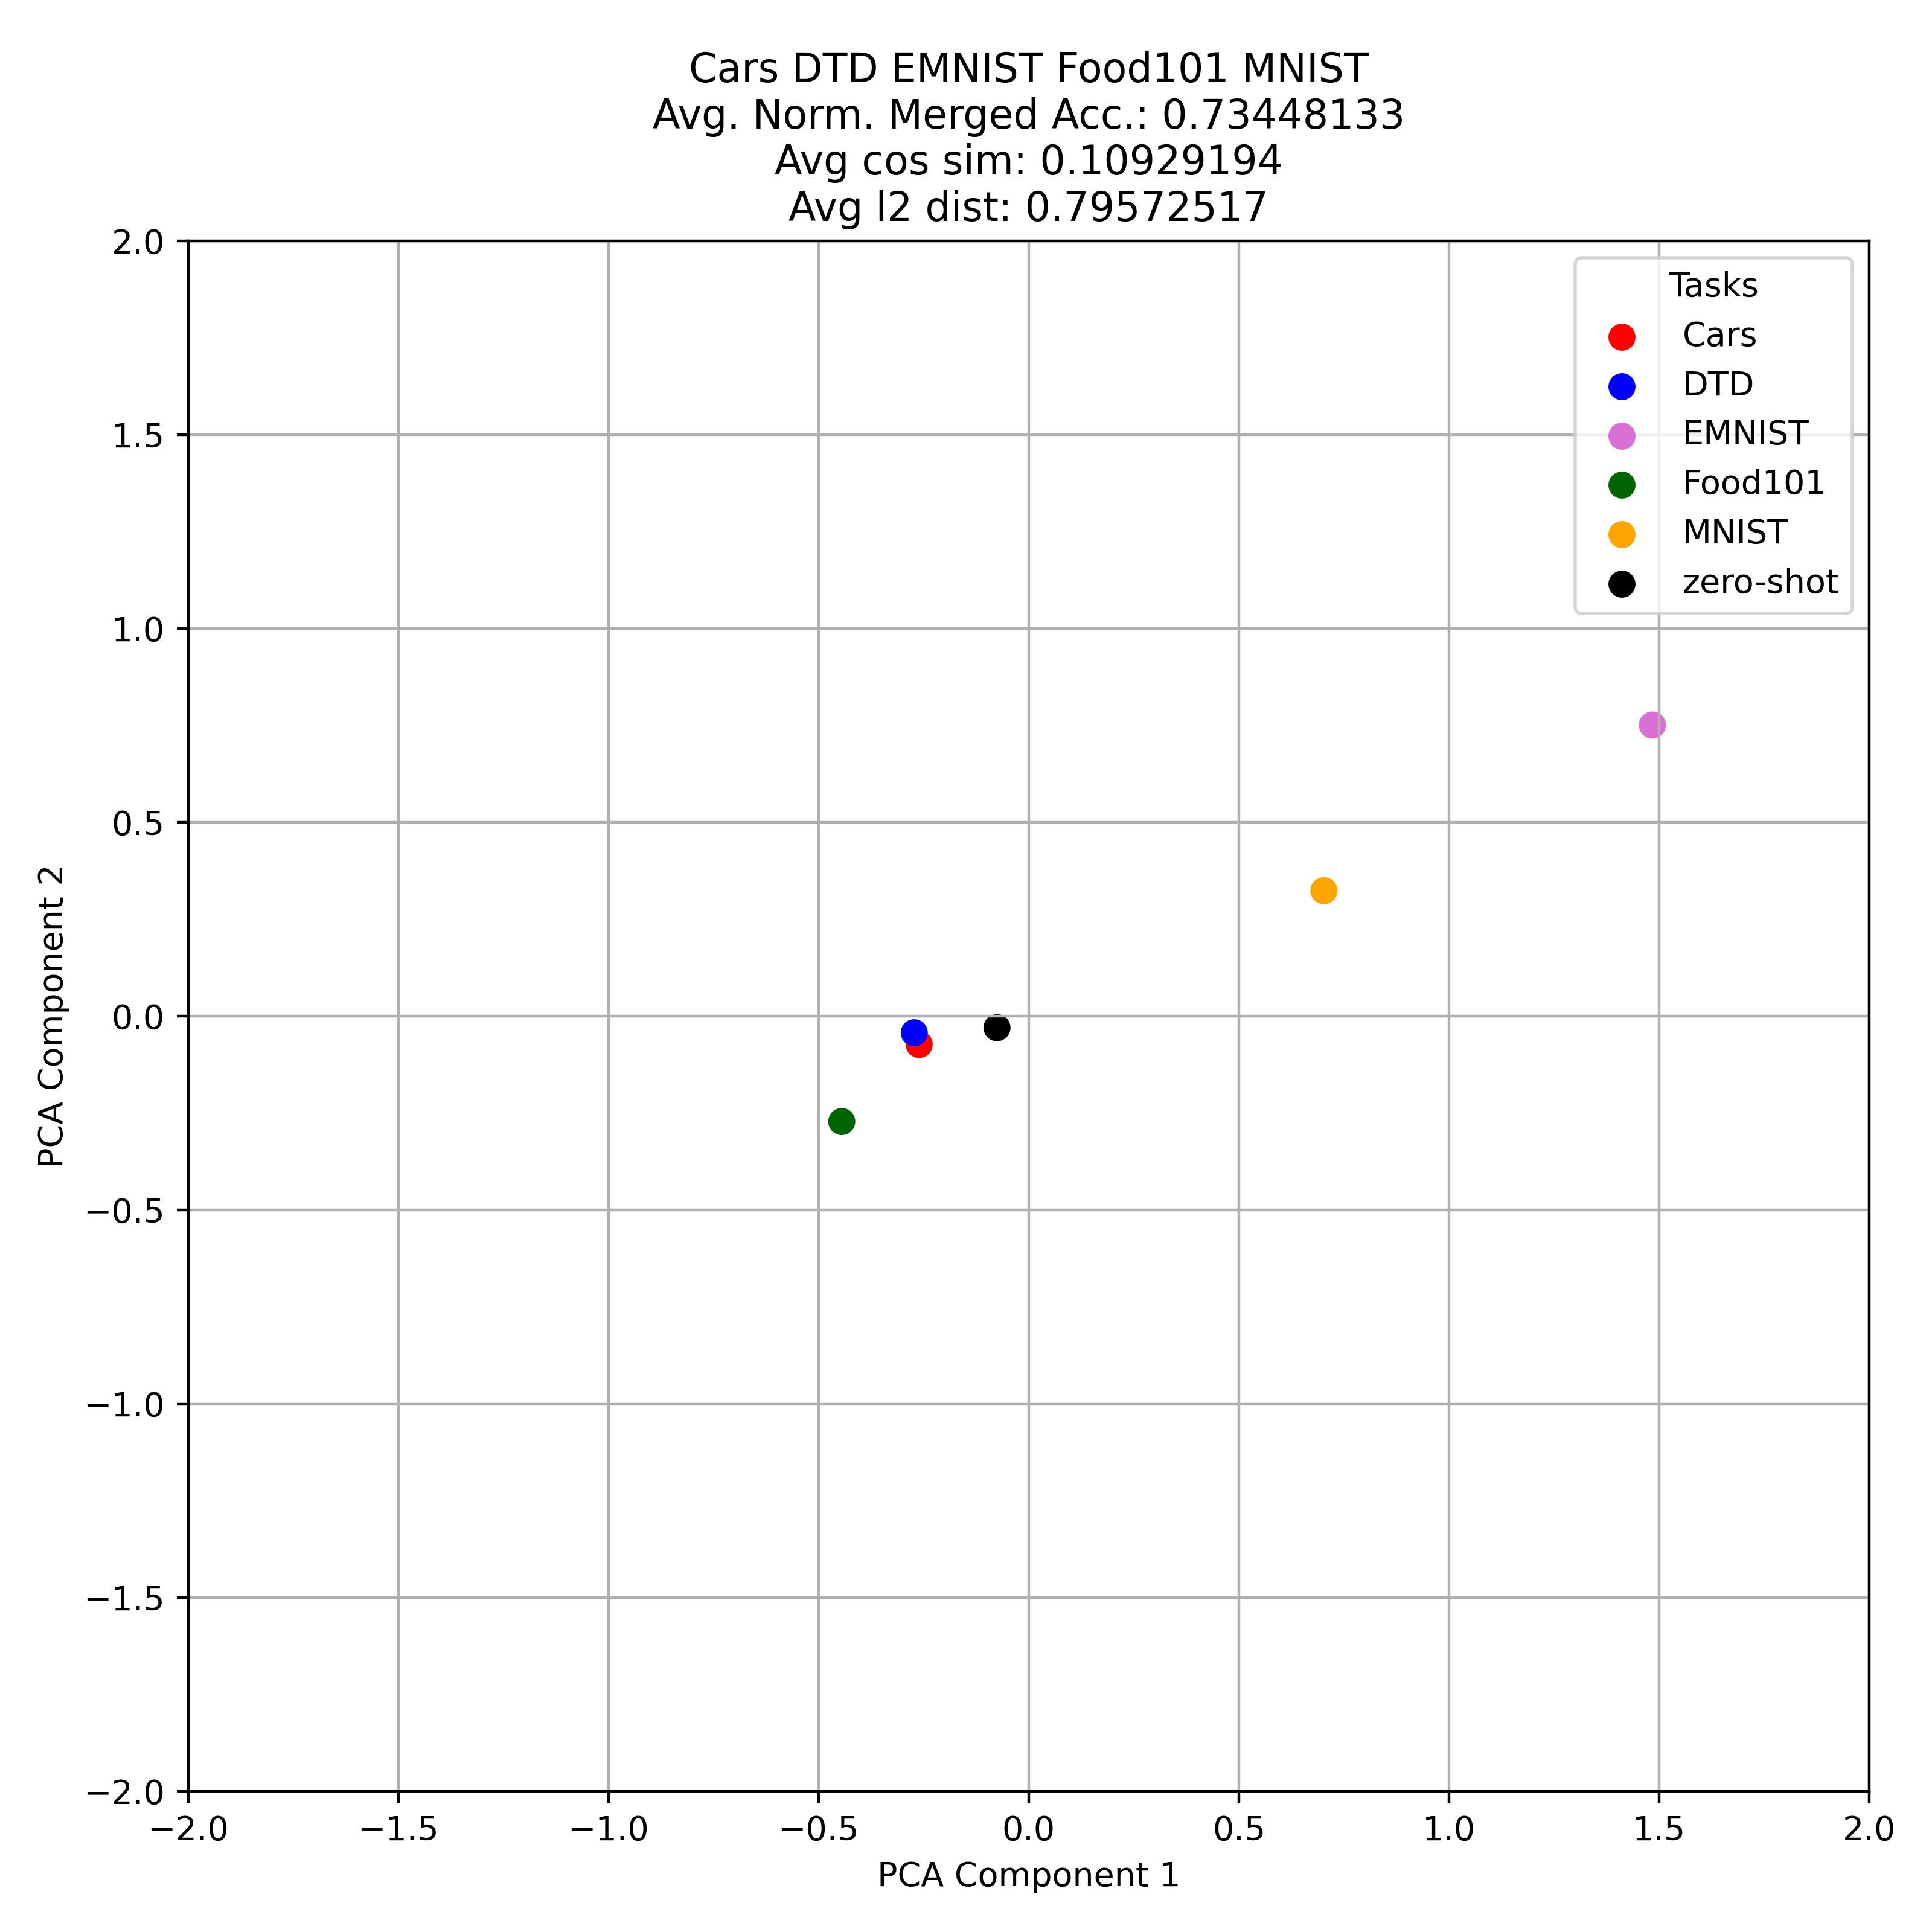 Cars DTD EMNIST Food101 MNIST
Avg. Norm. Merged Acc.: 0.73448133
Avg cos sim: 0.10929194
Avg l2 dist: 0.79572517
Tasks
Cars
DTD
EMNIST
Food101
MNIST
zero-shot
2.0
1.5
1.0
0.5
0.0
−0.5
−1.0
−1.5
−2.0
PCA Component 2
−2.0 −1.5 −1.0 −0.5 0.0 0.5 1.0 1.5 2.0
PCA Component 1